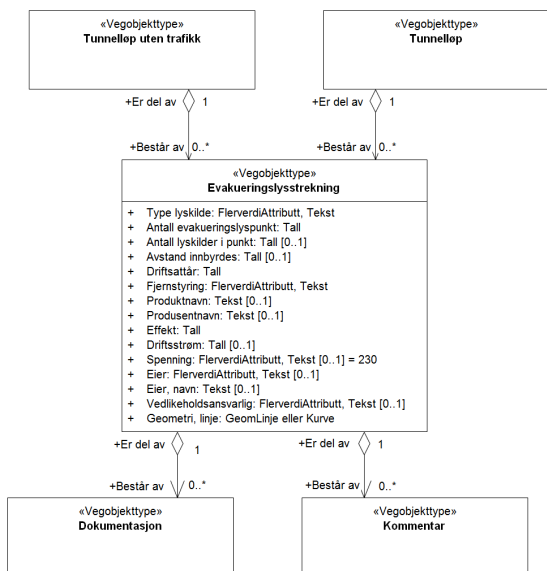 «Vegobjekttype»
Tunnelløp uten trafikk
«Vegobjekttype»
Tunnelløp
+Er del av 1
+Er del av 1
+Består av 0..*
+Består av 0..*
«Vegobjekttype»
Evakueringslysstrekning
+ Type lyskilde: FlerverdiAttributt, Tekst
+ Antall evakueringslyspunkt: Tall
+ Antall lyskilder i punkt: Tall [0..1]
+ Avstand innbyrdes: Tall [0..1]
+ Driftsattår: Tall
+ Fjernstyring: FlerverdiAttributt, Tekst
+ Produktnavn: Tekst [0..1]
+ Produsentnavn: Tekst [0..1]
+ Effekt: Tall
+ Driftsstrøm: Tall [0..1]
+ Spenning: FlerverdiAttributt, Tekst [0..1] = 230
+ Eier: FlerverdiAttributt, Tekst [0..1]
+ Eier, navn: Tekst [0..1]
+ Vedlikeholdsansvarlig: FlerverdiAttributt, Tekst [0..1]
+ Geometri, linje: GeomLinje eller Kurve
+Er del av 1
+Er del av 1
+Består av 0..*
+Består av 0..*
«Vegobjekttype»
Dokumentasjon
«Vegobjekttype»
Kommentar